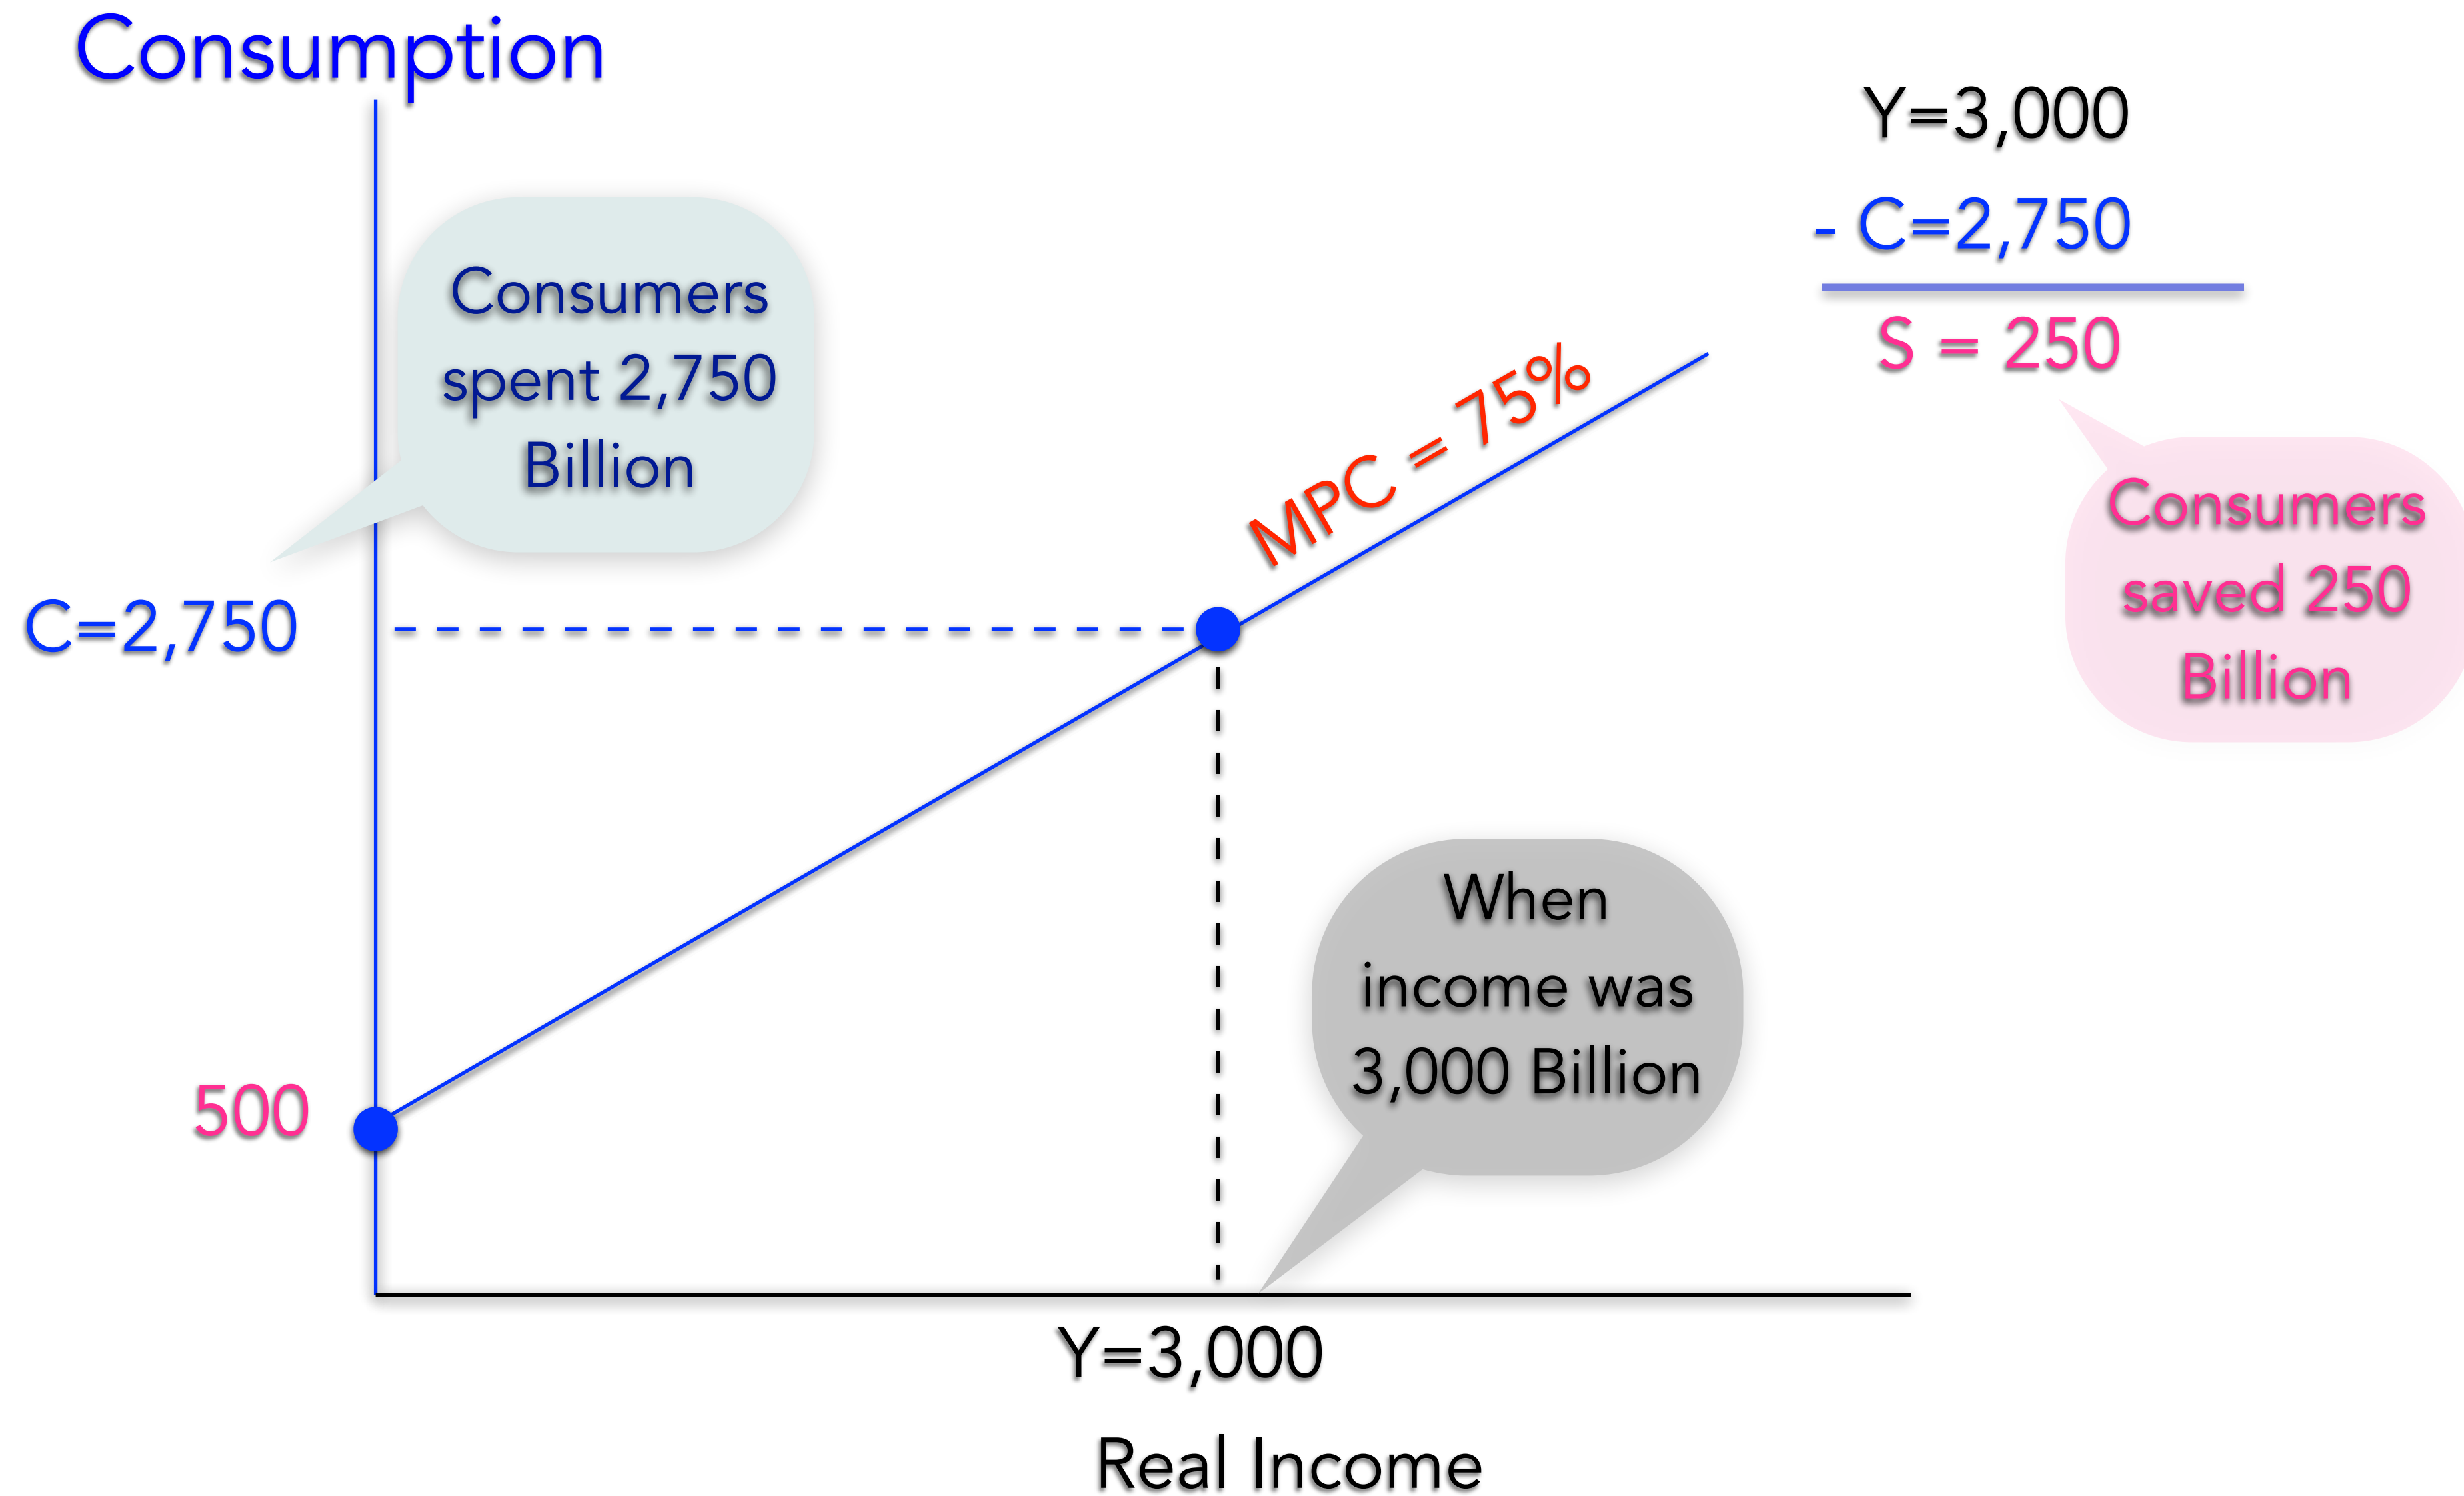 Consumption
Y=3,000
- C=2,750
S = 250
Consumers
spent 2,750
Billion
MPC = 75%
Consumers
saved 250
Billion
C=2,750
When
income was
3,000 Billion
500
Y=3,000
Real Income